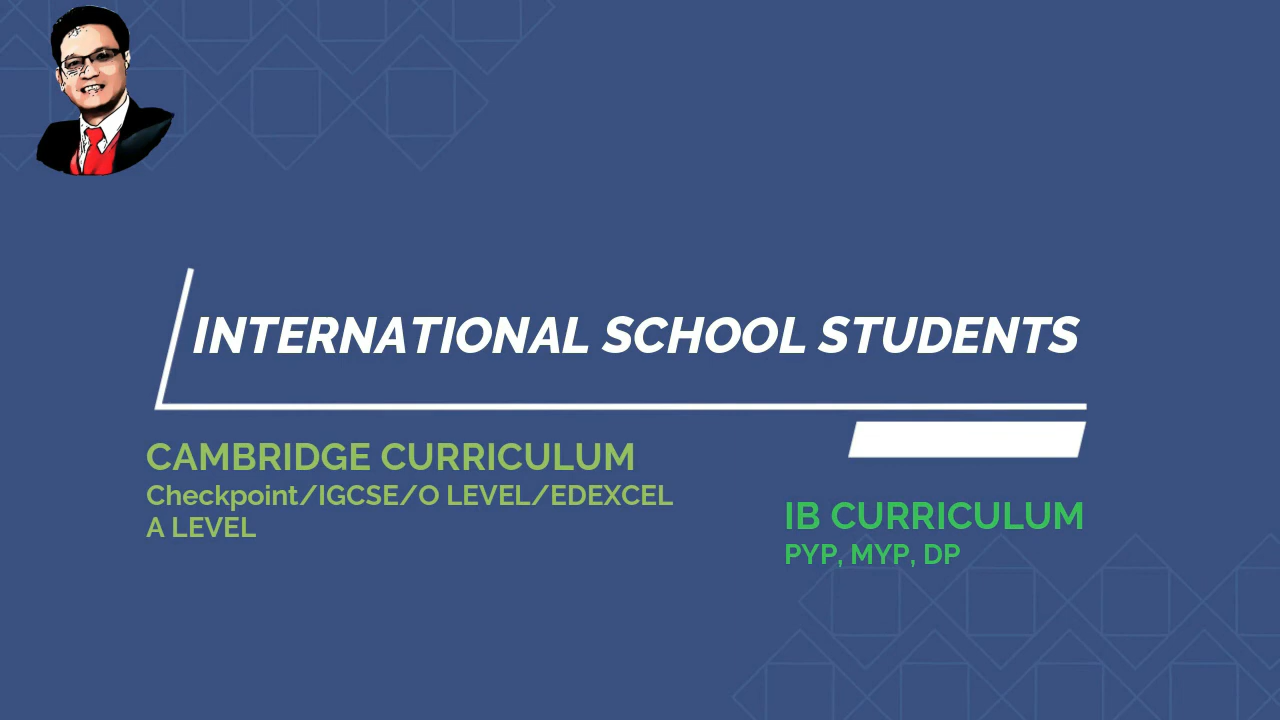 INTERNATIONAL SCHOOL STUDENTS
CAMBRIDGE CURRICULUM
Checkpoint/IGCSE/O LEVEL/EDEXCEL
A LEVEL
IB CURRICULUM
PYP, MYP, DP